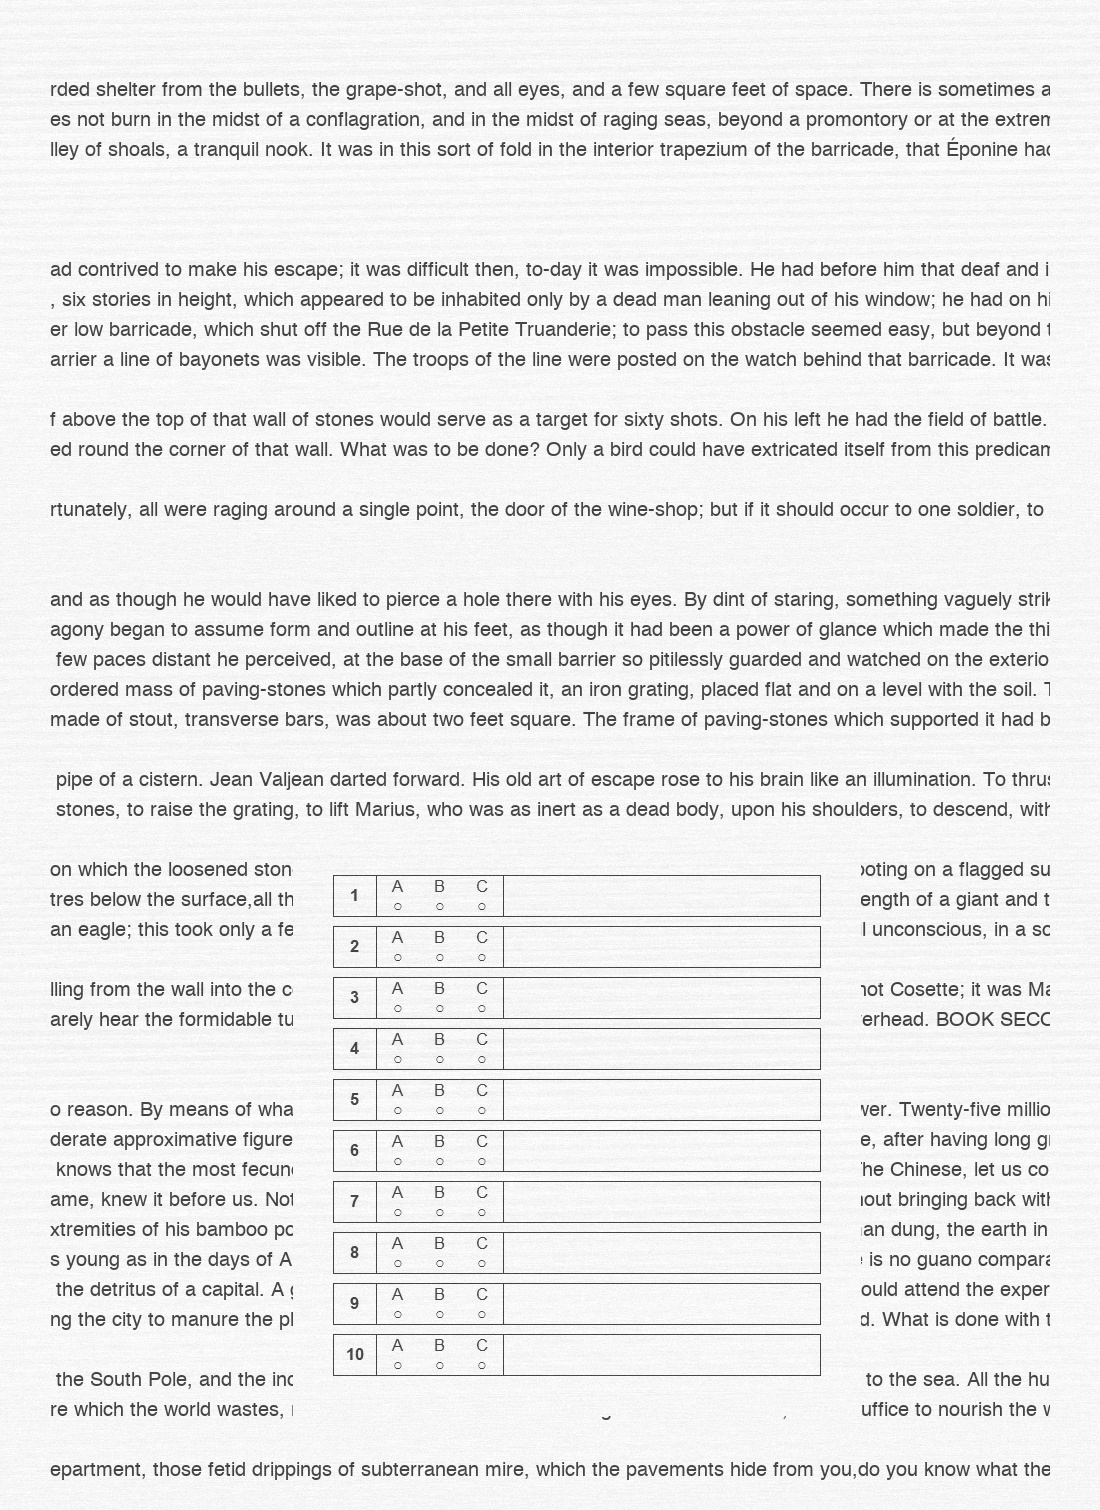 rded shelter from the bullets, the grape-shot, and all eyes, and a few square feet of space. There is sometimes a
es not burn in the midst of a conflagration, and in the midst of raging seas, beyond a promontory or at the extrem
lley of shoals, a tranquil nook. It was in this sort of fold in the interior trapezium of the barricade, that Éponine had
ad contrived to make his escape; it was difficult then, to-day it was impossible. He had before him that deaf and i
, six stories in height, which appeared to be inhabited only by a dead man leaning out of his window; he had on hi
er low barricade, which shut off the Rue de la Petite Truanderie; to pass this obstacle seemed easy, but beyond t
arrier a line of bayonets was visible. The troops of the line were posted on the watch behind that barricade. It was
f above the top of that wall of stones would serve as a target for sixty shots. On his left he had the field of battle.
ed round the corner of that wall. What was to be done? Only a bird could have extricated itself from this predicam
rtunately, all were raging around a single point, the door of the wine-shop; but if it should occur to one soldier, to
and as though he would have liked to pierce a hole there with his eyes. By dint of staring, something vaguely strik
agony began to assume form and outline at his feet, as though it had been a power of glance which made the thi
few paces distant he perceived, at the base of the small barrier so pitilessly guarded and watched on the exterio
ordered mass of paving-stones which partly concealed it, an iron grating, placed flat and on a level with the soil. T
made of stout, transverse bars, was about two feet square. The frame of paving-stones which supported it had b
pipe of a cistern. Jean Valjean darted forward. His old art of escape rose to his brain like an illumination. To thrus
stones, to raise the grating, to lift Marius, who was as inert as a dead body, upon his shoulders, to descend, with
on which the loosened ston ooting on a flagged su
tres below the surface,all th ength of a giant and t
an eagle; this took only a fe l unconscious, in a so
lling from the wall into the c not Cosette; it was Ma
arely hear the formidable tu erhead. BOOK SECO
o reason. By means of wha wer. Twenty-five millio
derate approximative figure e, after having long g
knows that the most fecun The Chinese, let us co
ame, knew it before us. Not hout bringing back with
xtremities of his bamboo po an dung, the earth in
s young as in the days of A is no guano compara
the detritus of a capital. A g ould attend the exper
ng the city to manure the pl d. What is done with t
the South Pole, and the inc to the sea. All the hu
re which the world wastes, uffice to nourish the w
epartment, those fetid drippings of subterranean mire, which the pavements hide from you,do you know what the
1 A B C
2 A B C
3 A B C
4 A B C
5 A B C
6 A B C
7 A B C
8 A B C
9 A B C
10 A B C